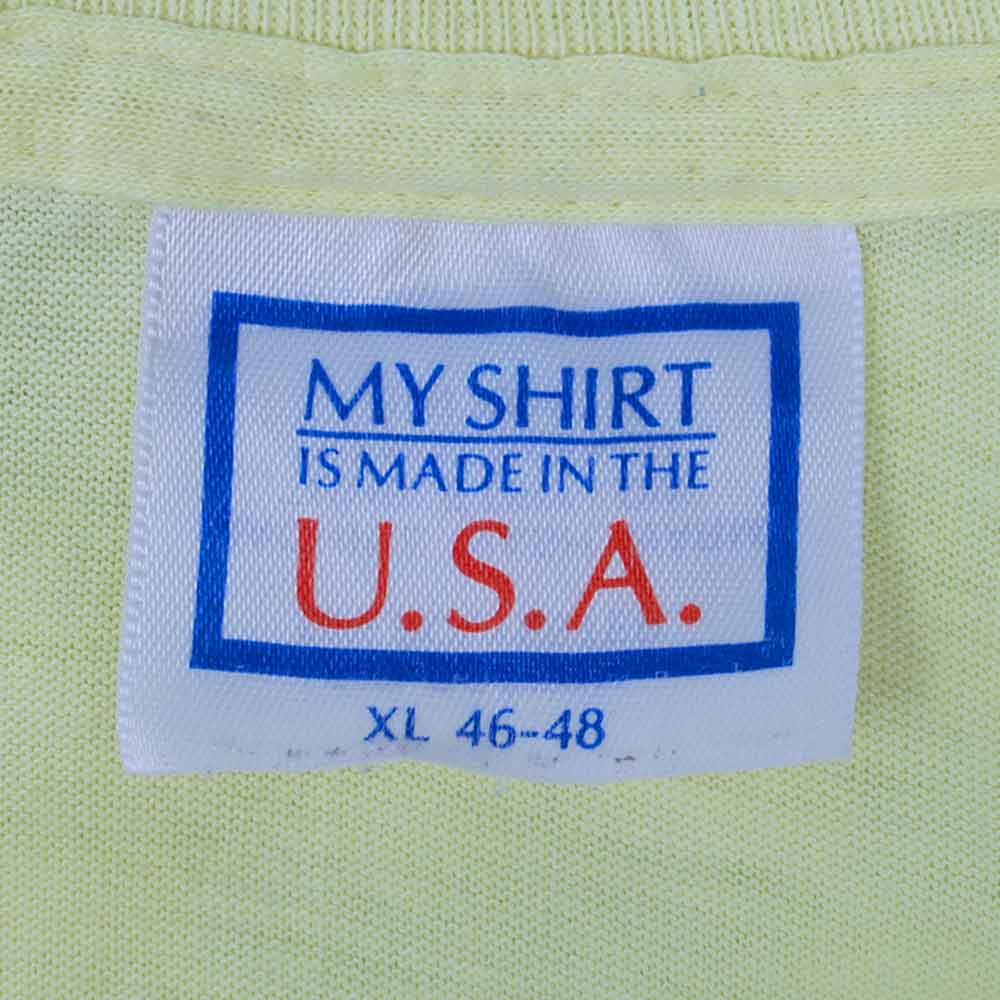 MY SHIRT
IS MADE IN THE
U.S.A.
XL 46-48